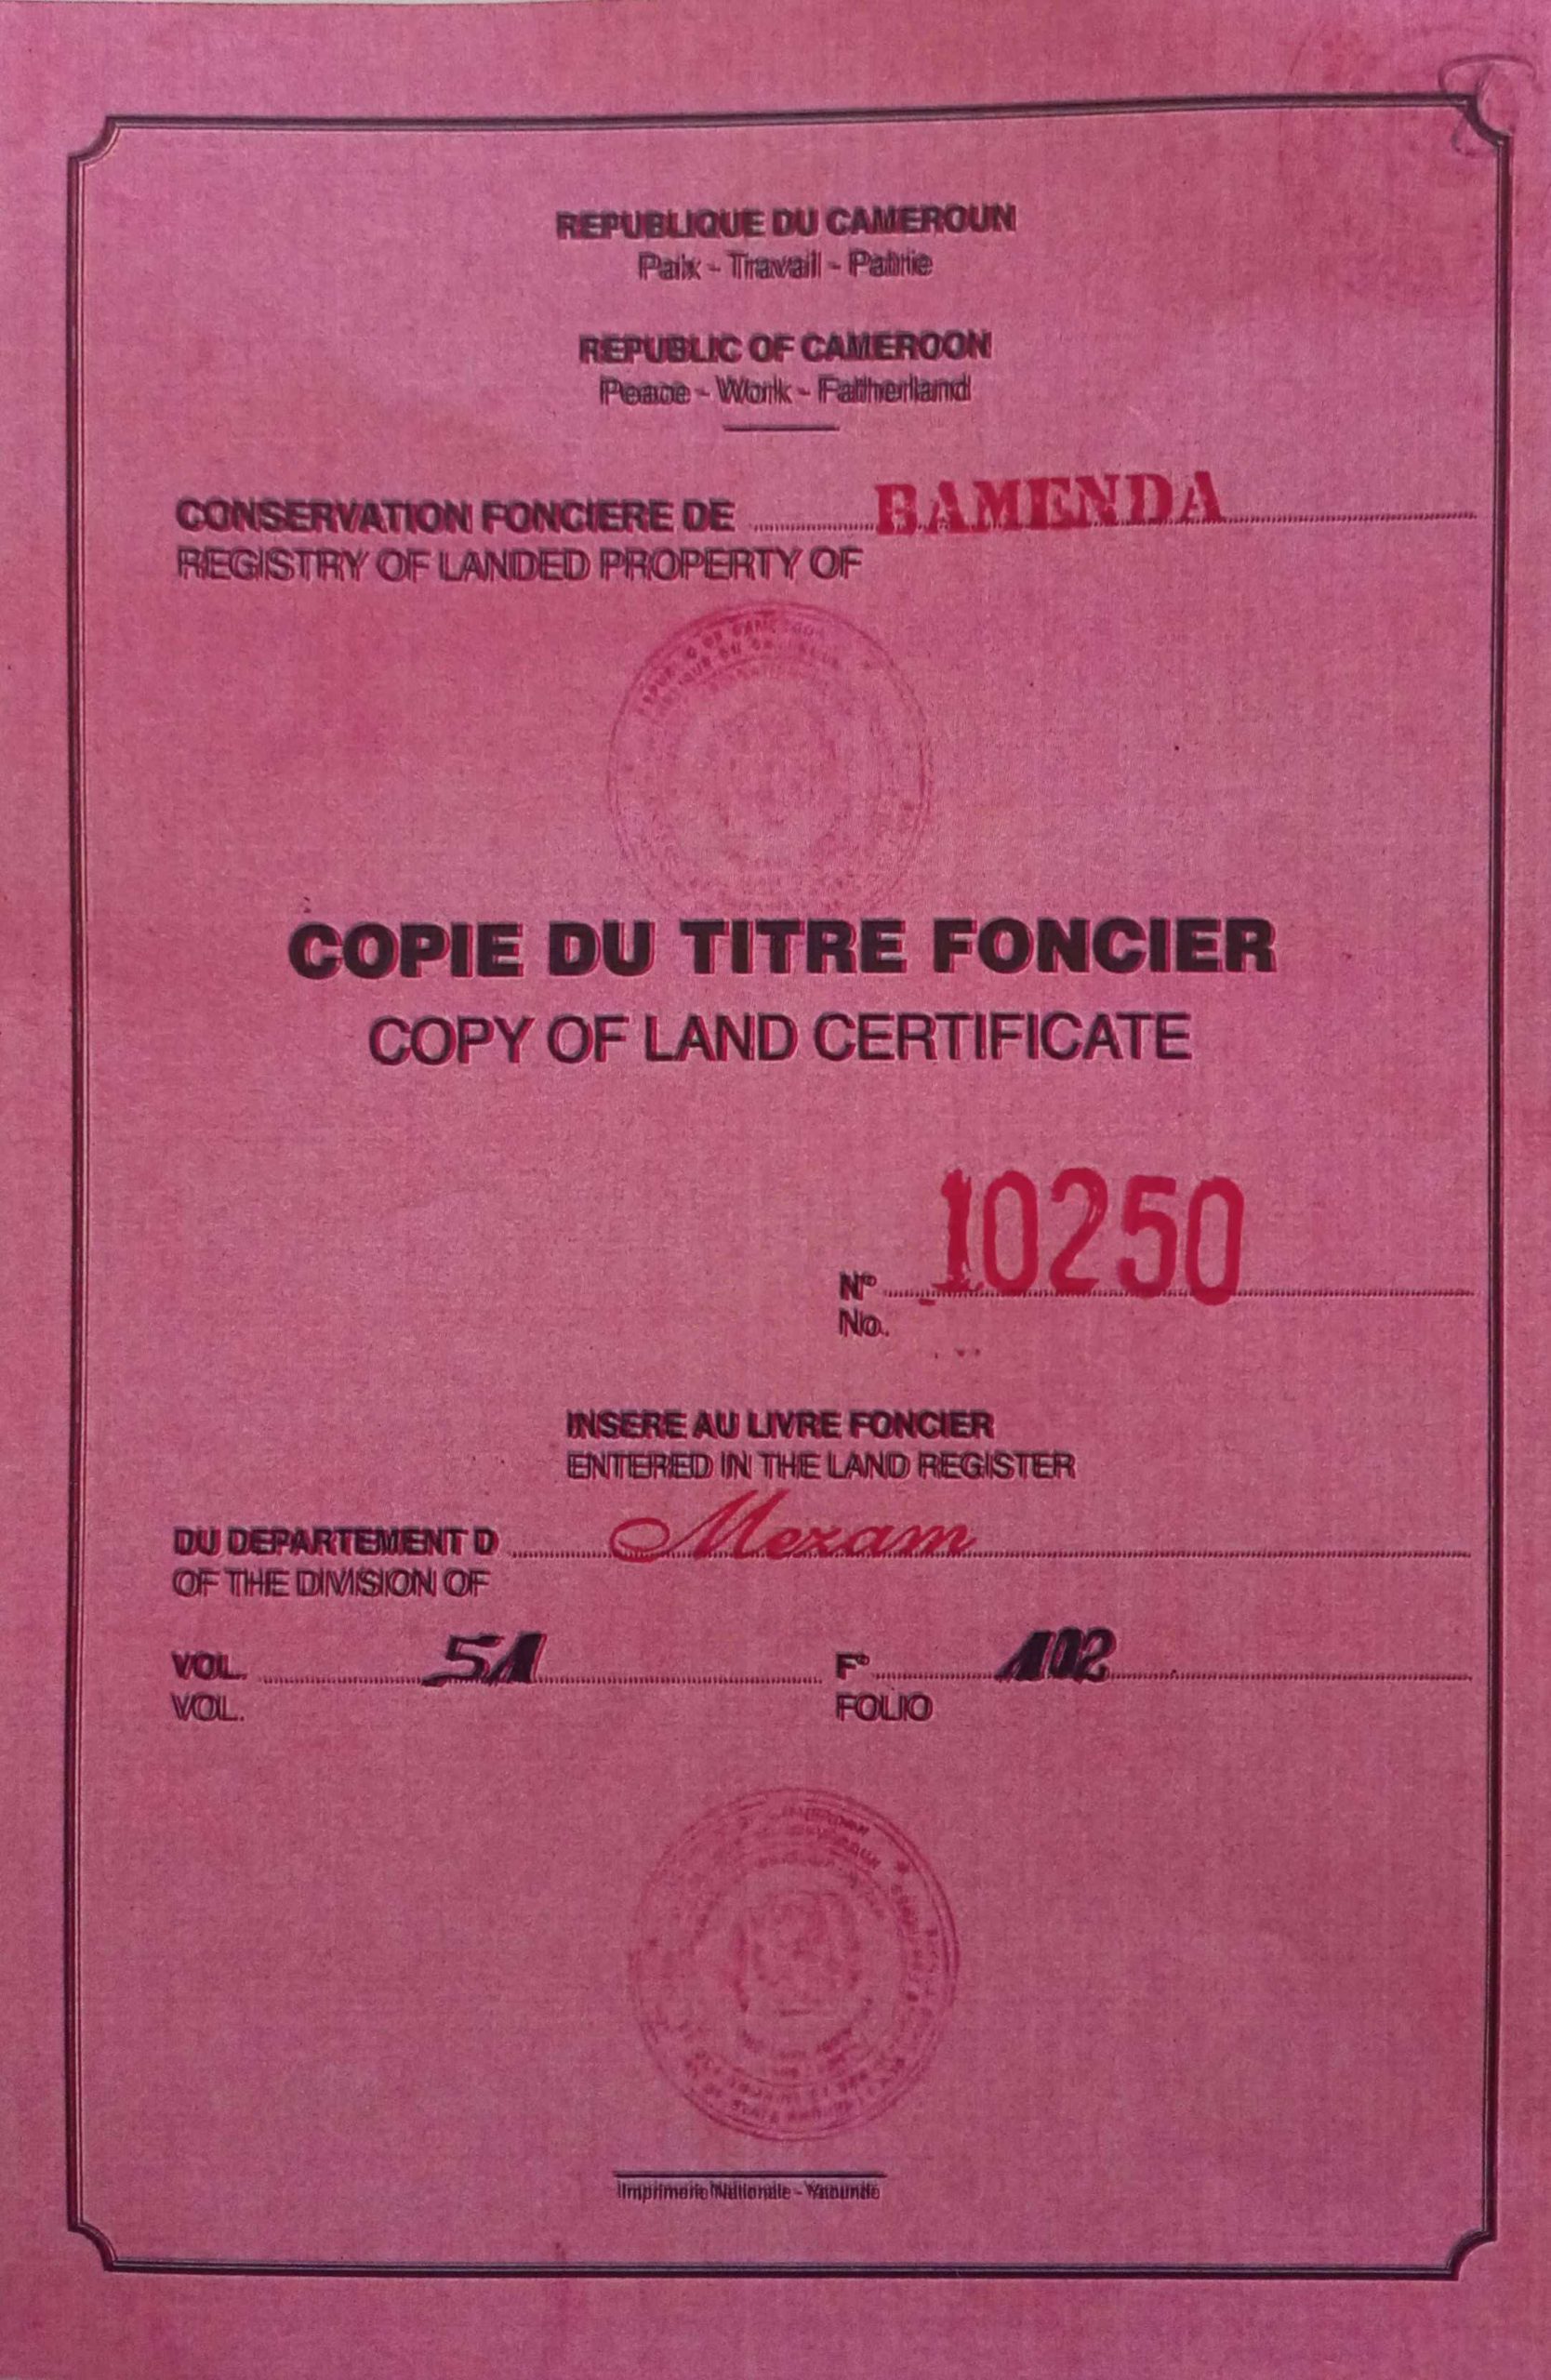 REPUBLIQUE DU CAMEROUN
Paix - Travail - Patrie
REPUBLIC OF CAMEROON
Peace - Work - Fatherland
CONSERVATION FONCIERE DE BAMENDA
REGISTRY OF LANDED PROPERTY OF
COPIE DU TITRE FONCIER
COPY OF LAND CERTIFICATE
N° 10250
No.
INSERE AU LIVRE FONCIER
ENTERED IN THE LAND REGISTER
DU DEPARTEMENT D Mezam
OF THE DIVISION OF
VOL. 51 F° 102
VOL. FOLIO
Imprimerie Nationale - Yaoundé